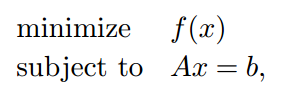 minimize f(x)
subject to Ax = b,